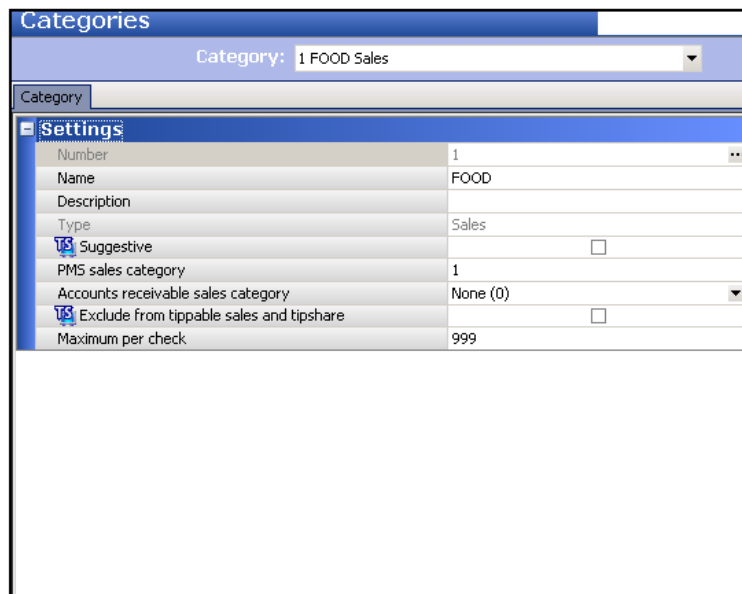 Categories
Category: 1 FOOD Sales
Category
Settings
Number 1 ..
Name FOOD
Description
Type Sales
TS Suggestive
PMS sales category 1
Accounts receivable sales category None (0)
TS Exclude from tippable sales and tipshare
Maximum per check 999